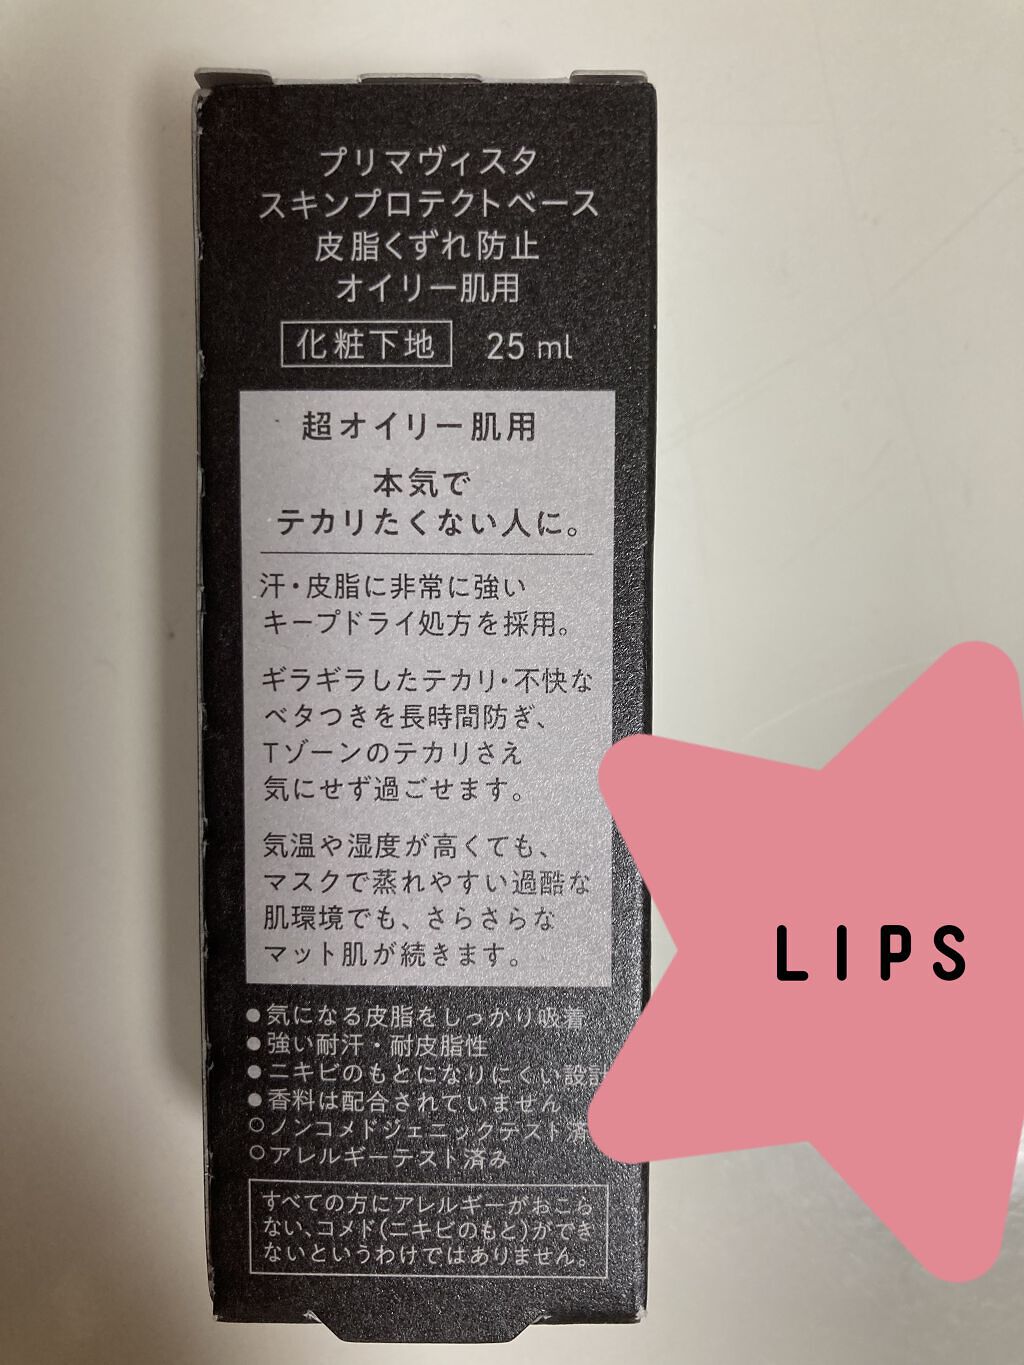 プリマヴィスタ
スキンプロテクトベース
皮脂くずれ防止
オイリー肌用
化粧下地 25 ml
超オイリー肌用
本気で
テカリたくない人に。
汗・皮脂に非常に強い
キープドライ処方を採用。
ギラギラしたテカリ・不快な
ベタつきを長時間防ぎ、
Tゾーンのテカリさえ
気にせず過ごせます。
気温や湿度が高くても、
マスクで蒸れやすい過酷な
肌環境でも、さらさらな
マット肌が続きます。
●気になる皮脂をしっかり吸着
●強い耐汗・耐皮脂性
●ニキビのもとになりにくい設計
●香料は配合されていません
○ノンコメドジェニックテスト済
○アレルギーテスト済み
すべての方にアレルギーがおこら
ない、コメド(ニキビのもと)ができ
ないというわけではありません。
LIPS